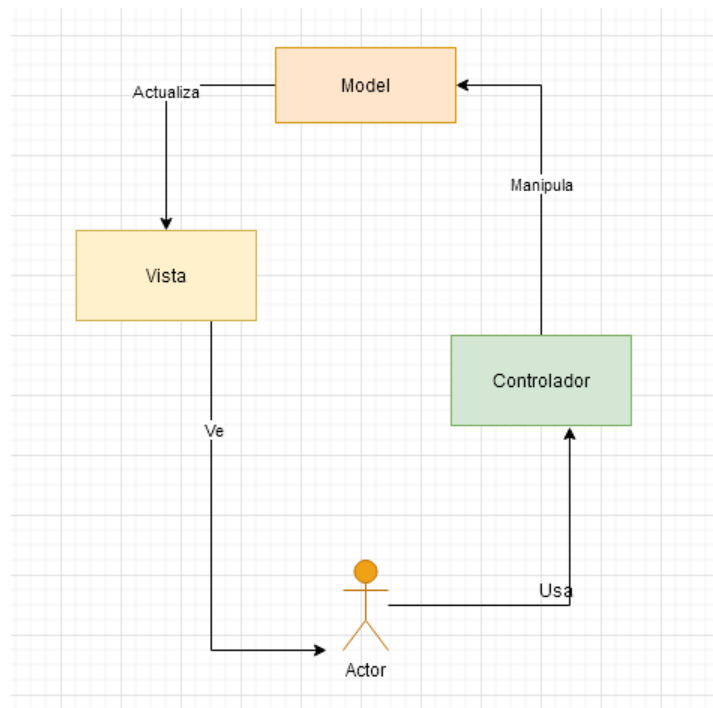 Model
Actualiza
Manipula
Vista
Controlador
Ve
Usa
Actor